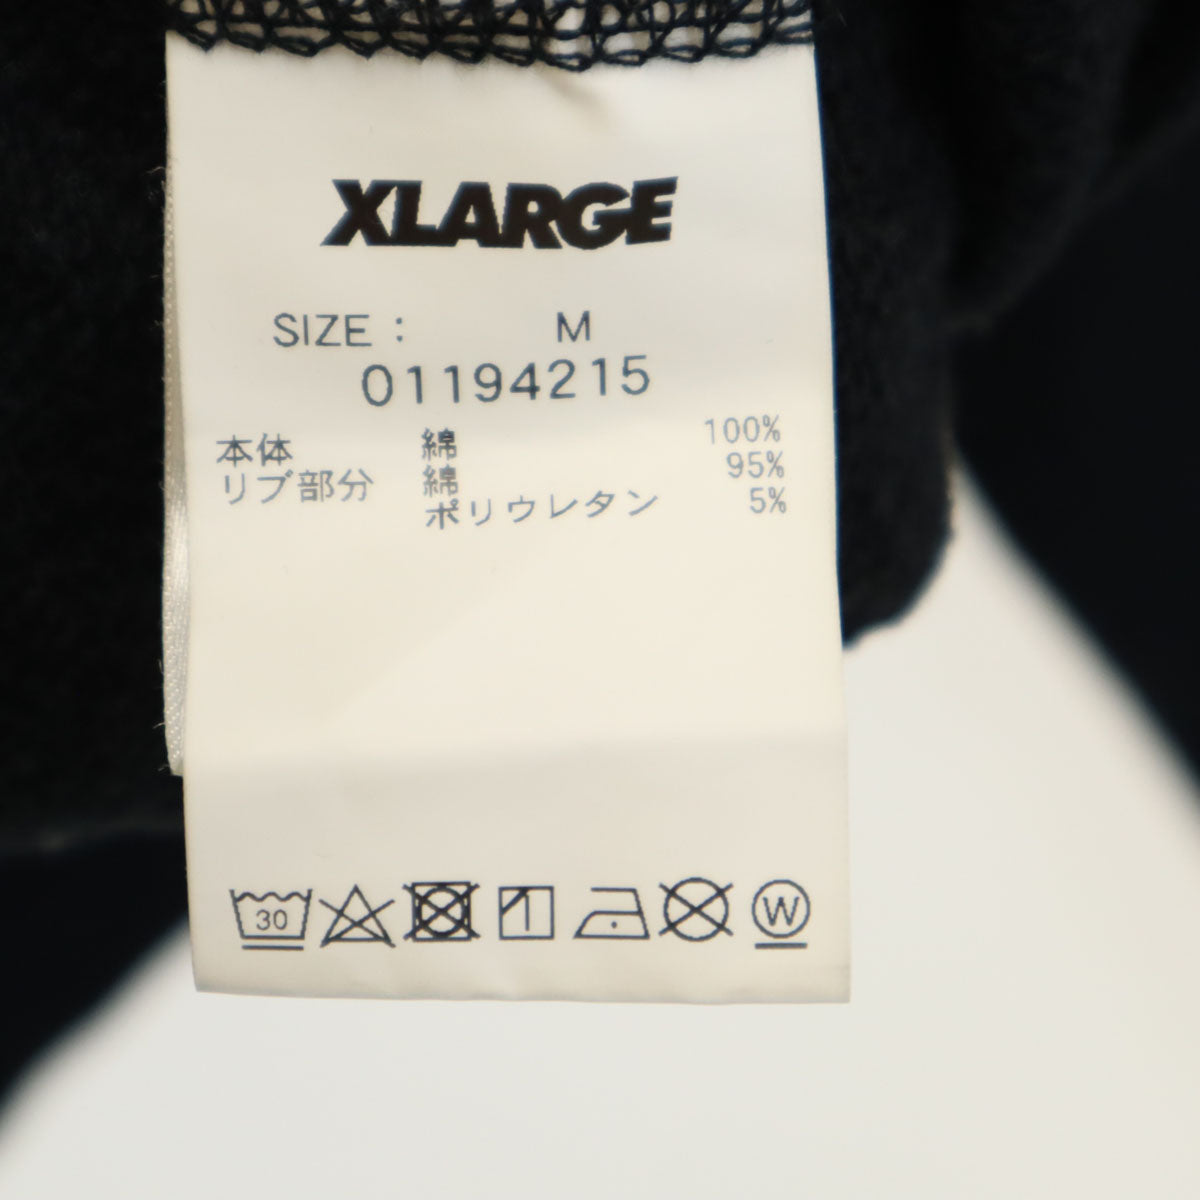 XLARGE
SIZE : M
01194215
本体 綿 100%
リブ部分 綿 95%
ポリウレタン 5%
30 W